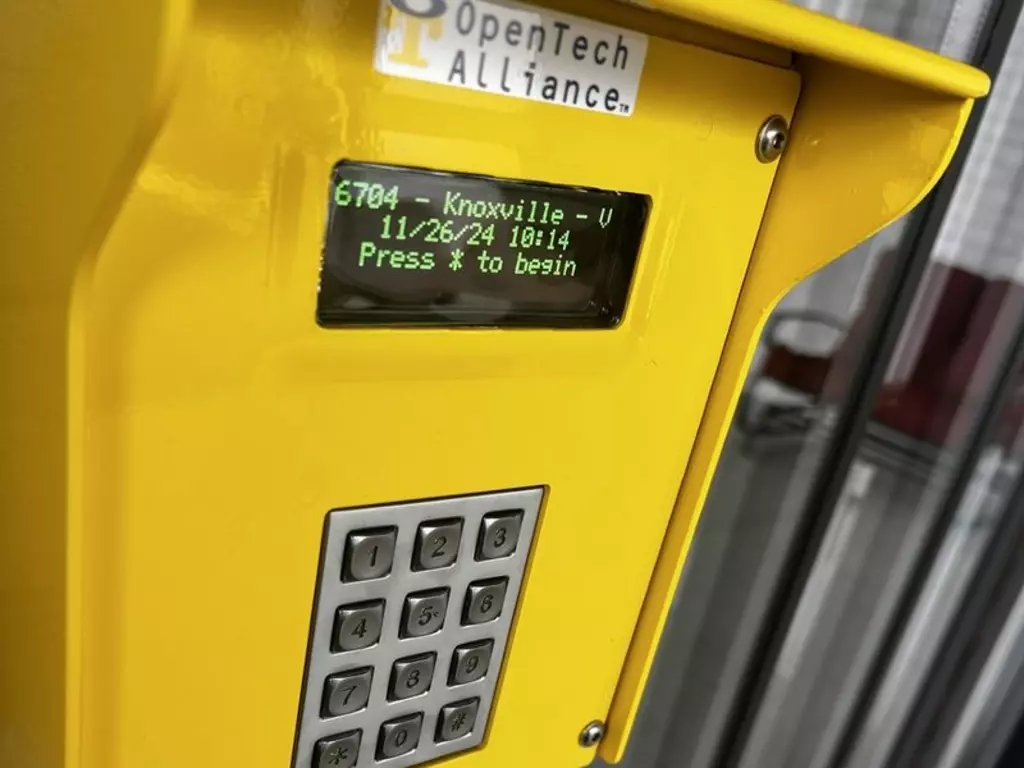 OpenTech
Alliance™
6704 - Knoxville - V
11/26/24 10:14
Press * to begin
1 2 3
4 5 6
7 8 9
* 0 #